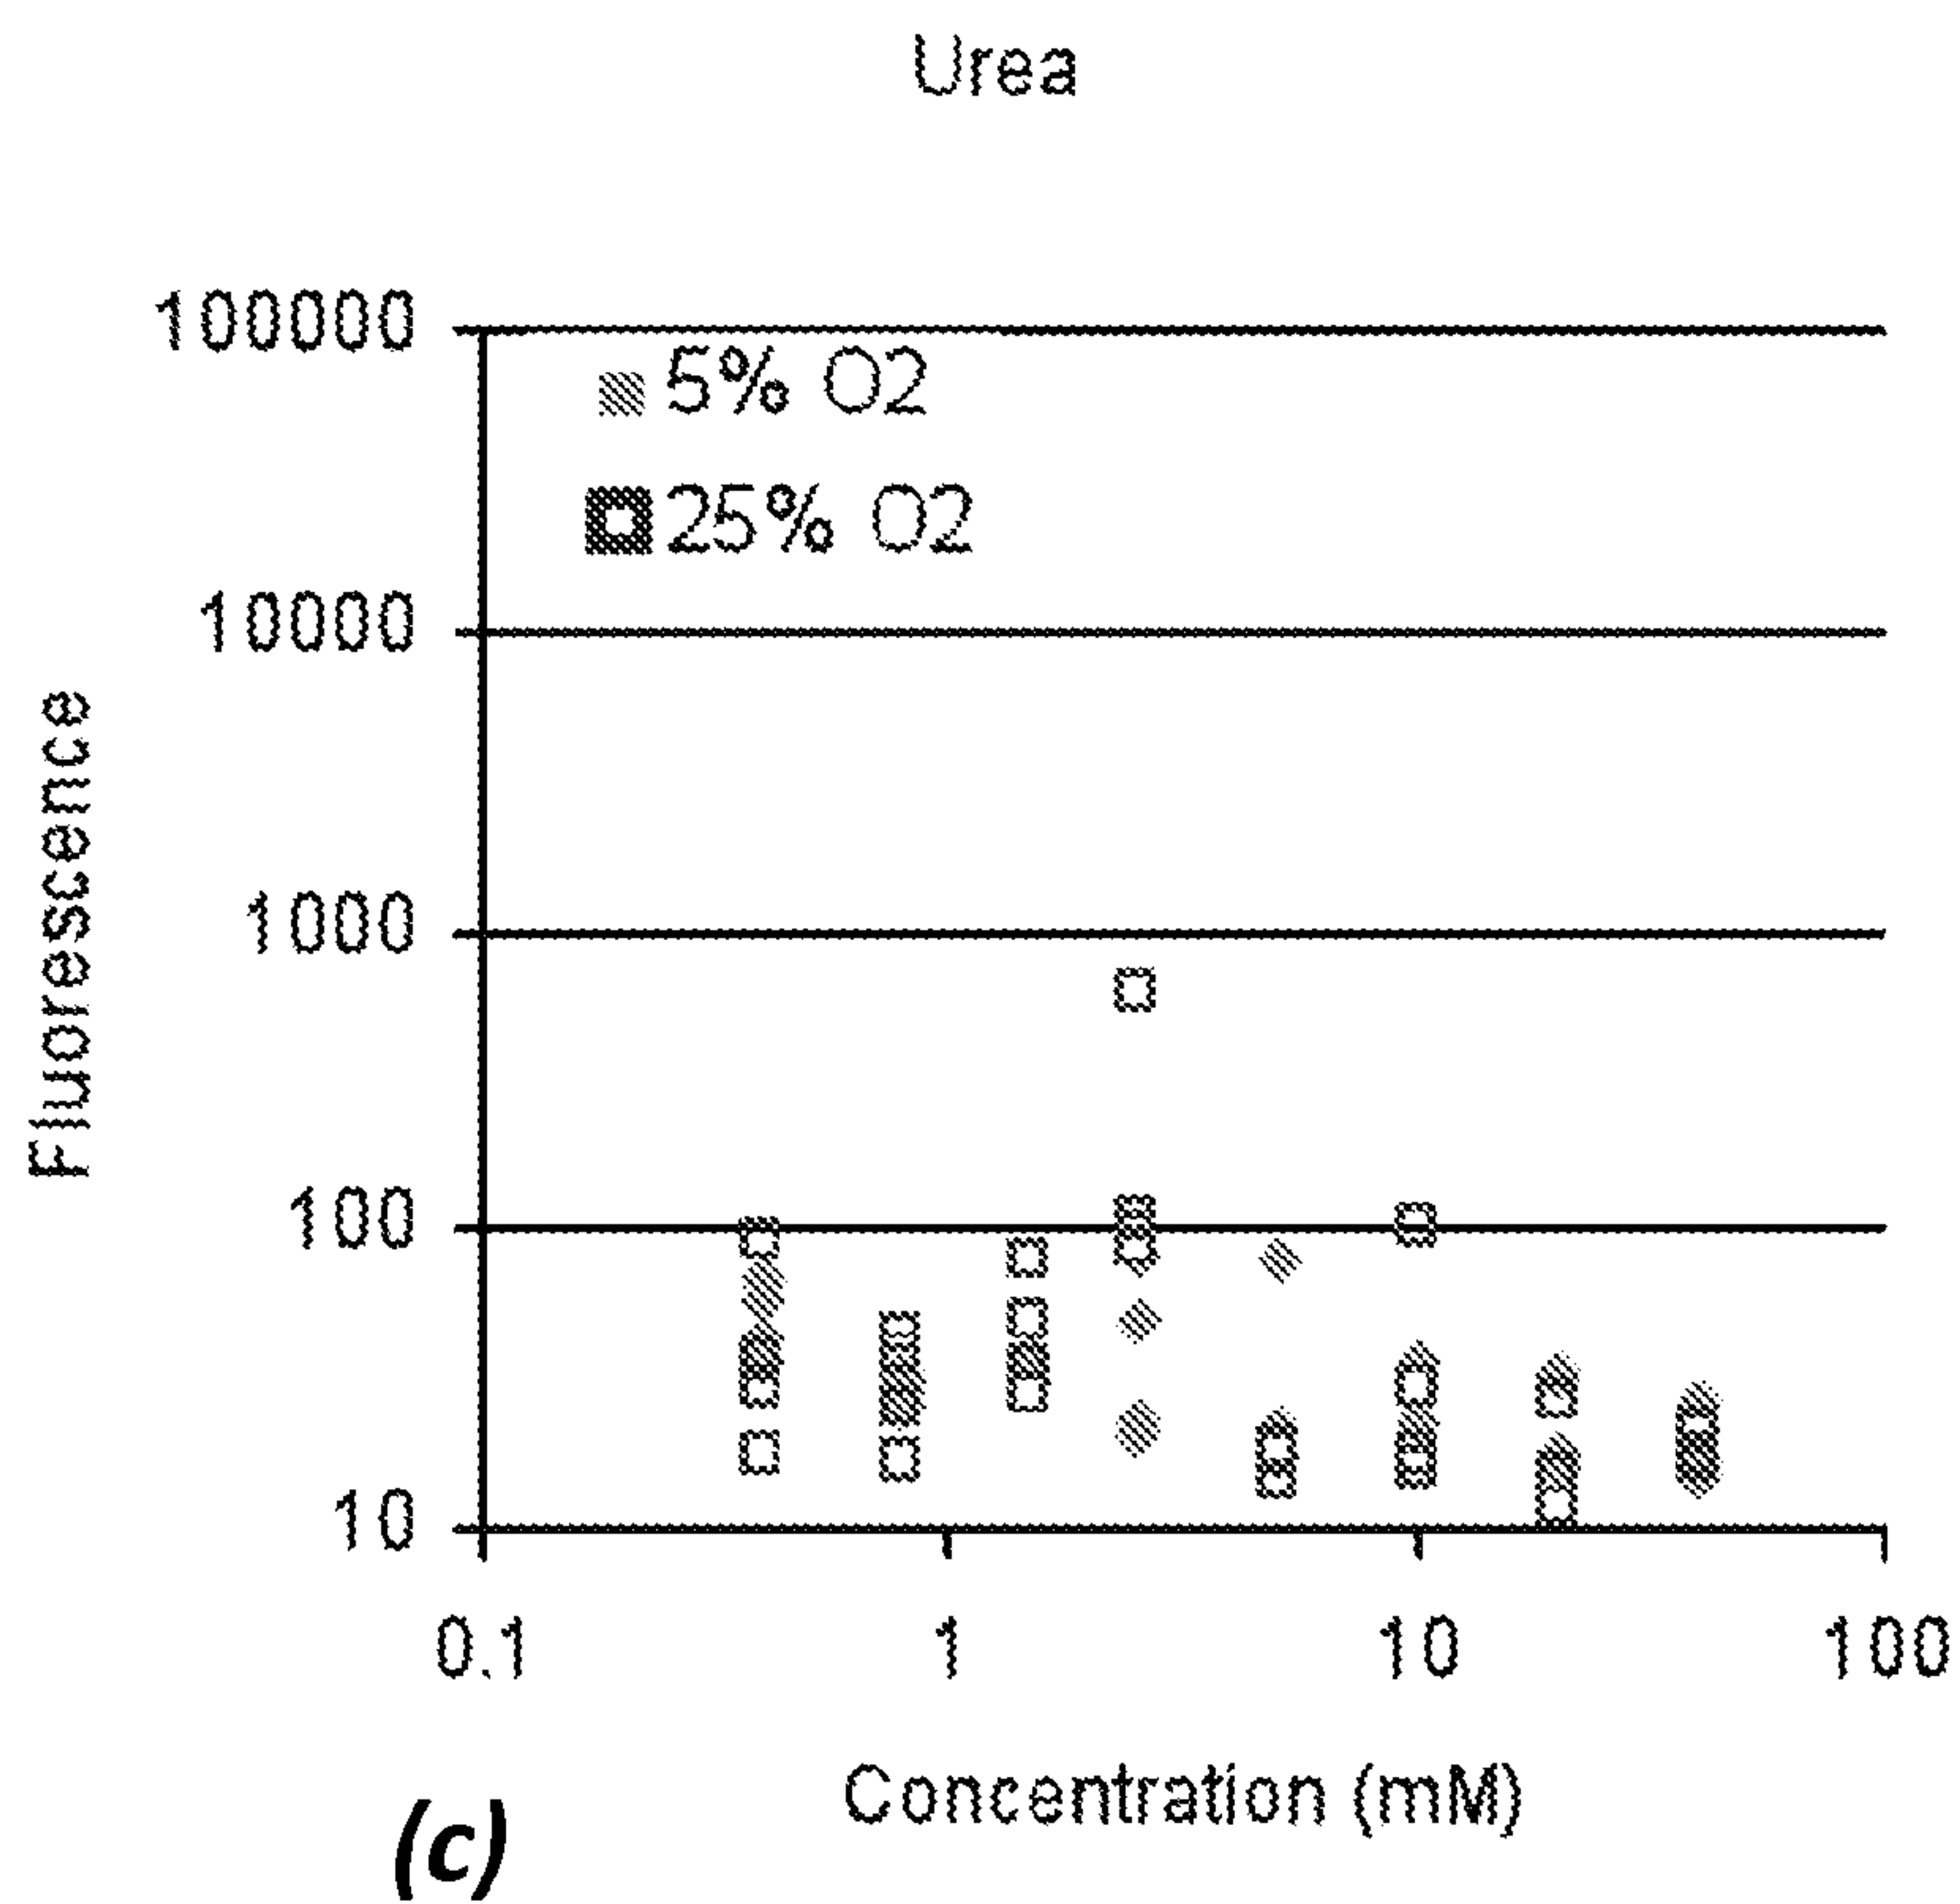 Urea
100000
5% O2
25% O2
10000
1000
Fluorescence
100
10
0.1 1 10 100
Concentration (mM)
(c)